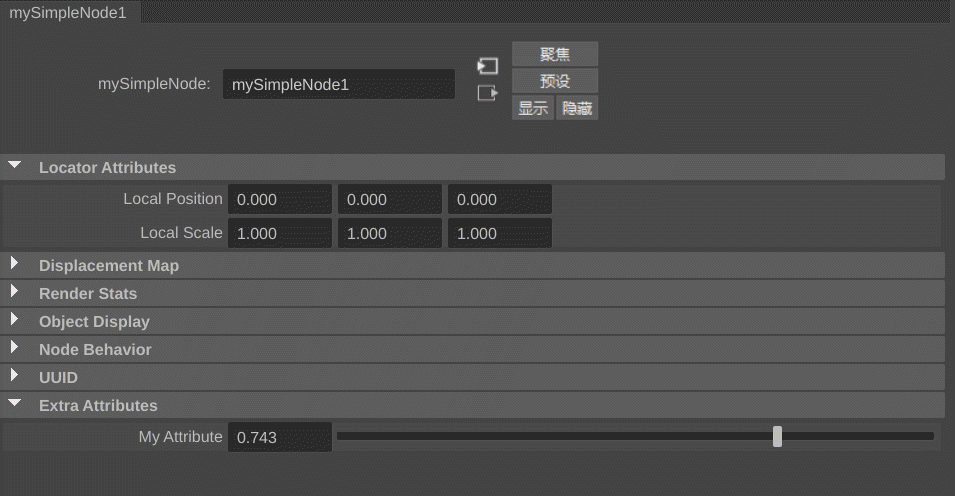 mySimpleNode1
mySimpleNode: mySimpleNode1
聚焦
预设
显示 隐藏
Locator Attributes
Local Position 0.000 0.000 0.000
Local Scale 1.000 1.000 1.000
Displacement Map
Render Stats
Object Display
Node Behavior
UUID
Extra Attributes
My Attribute 0.743